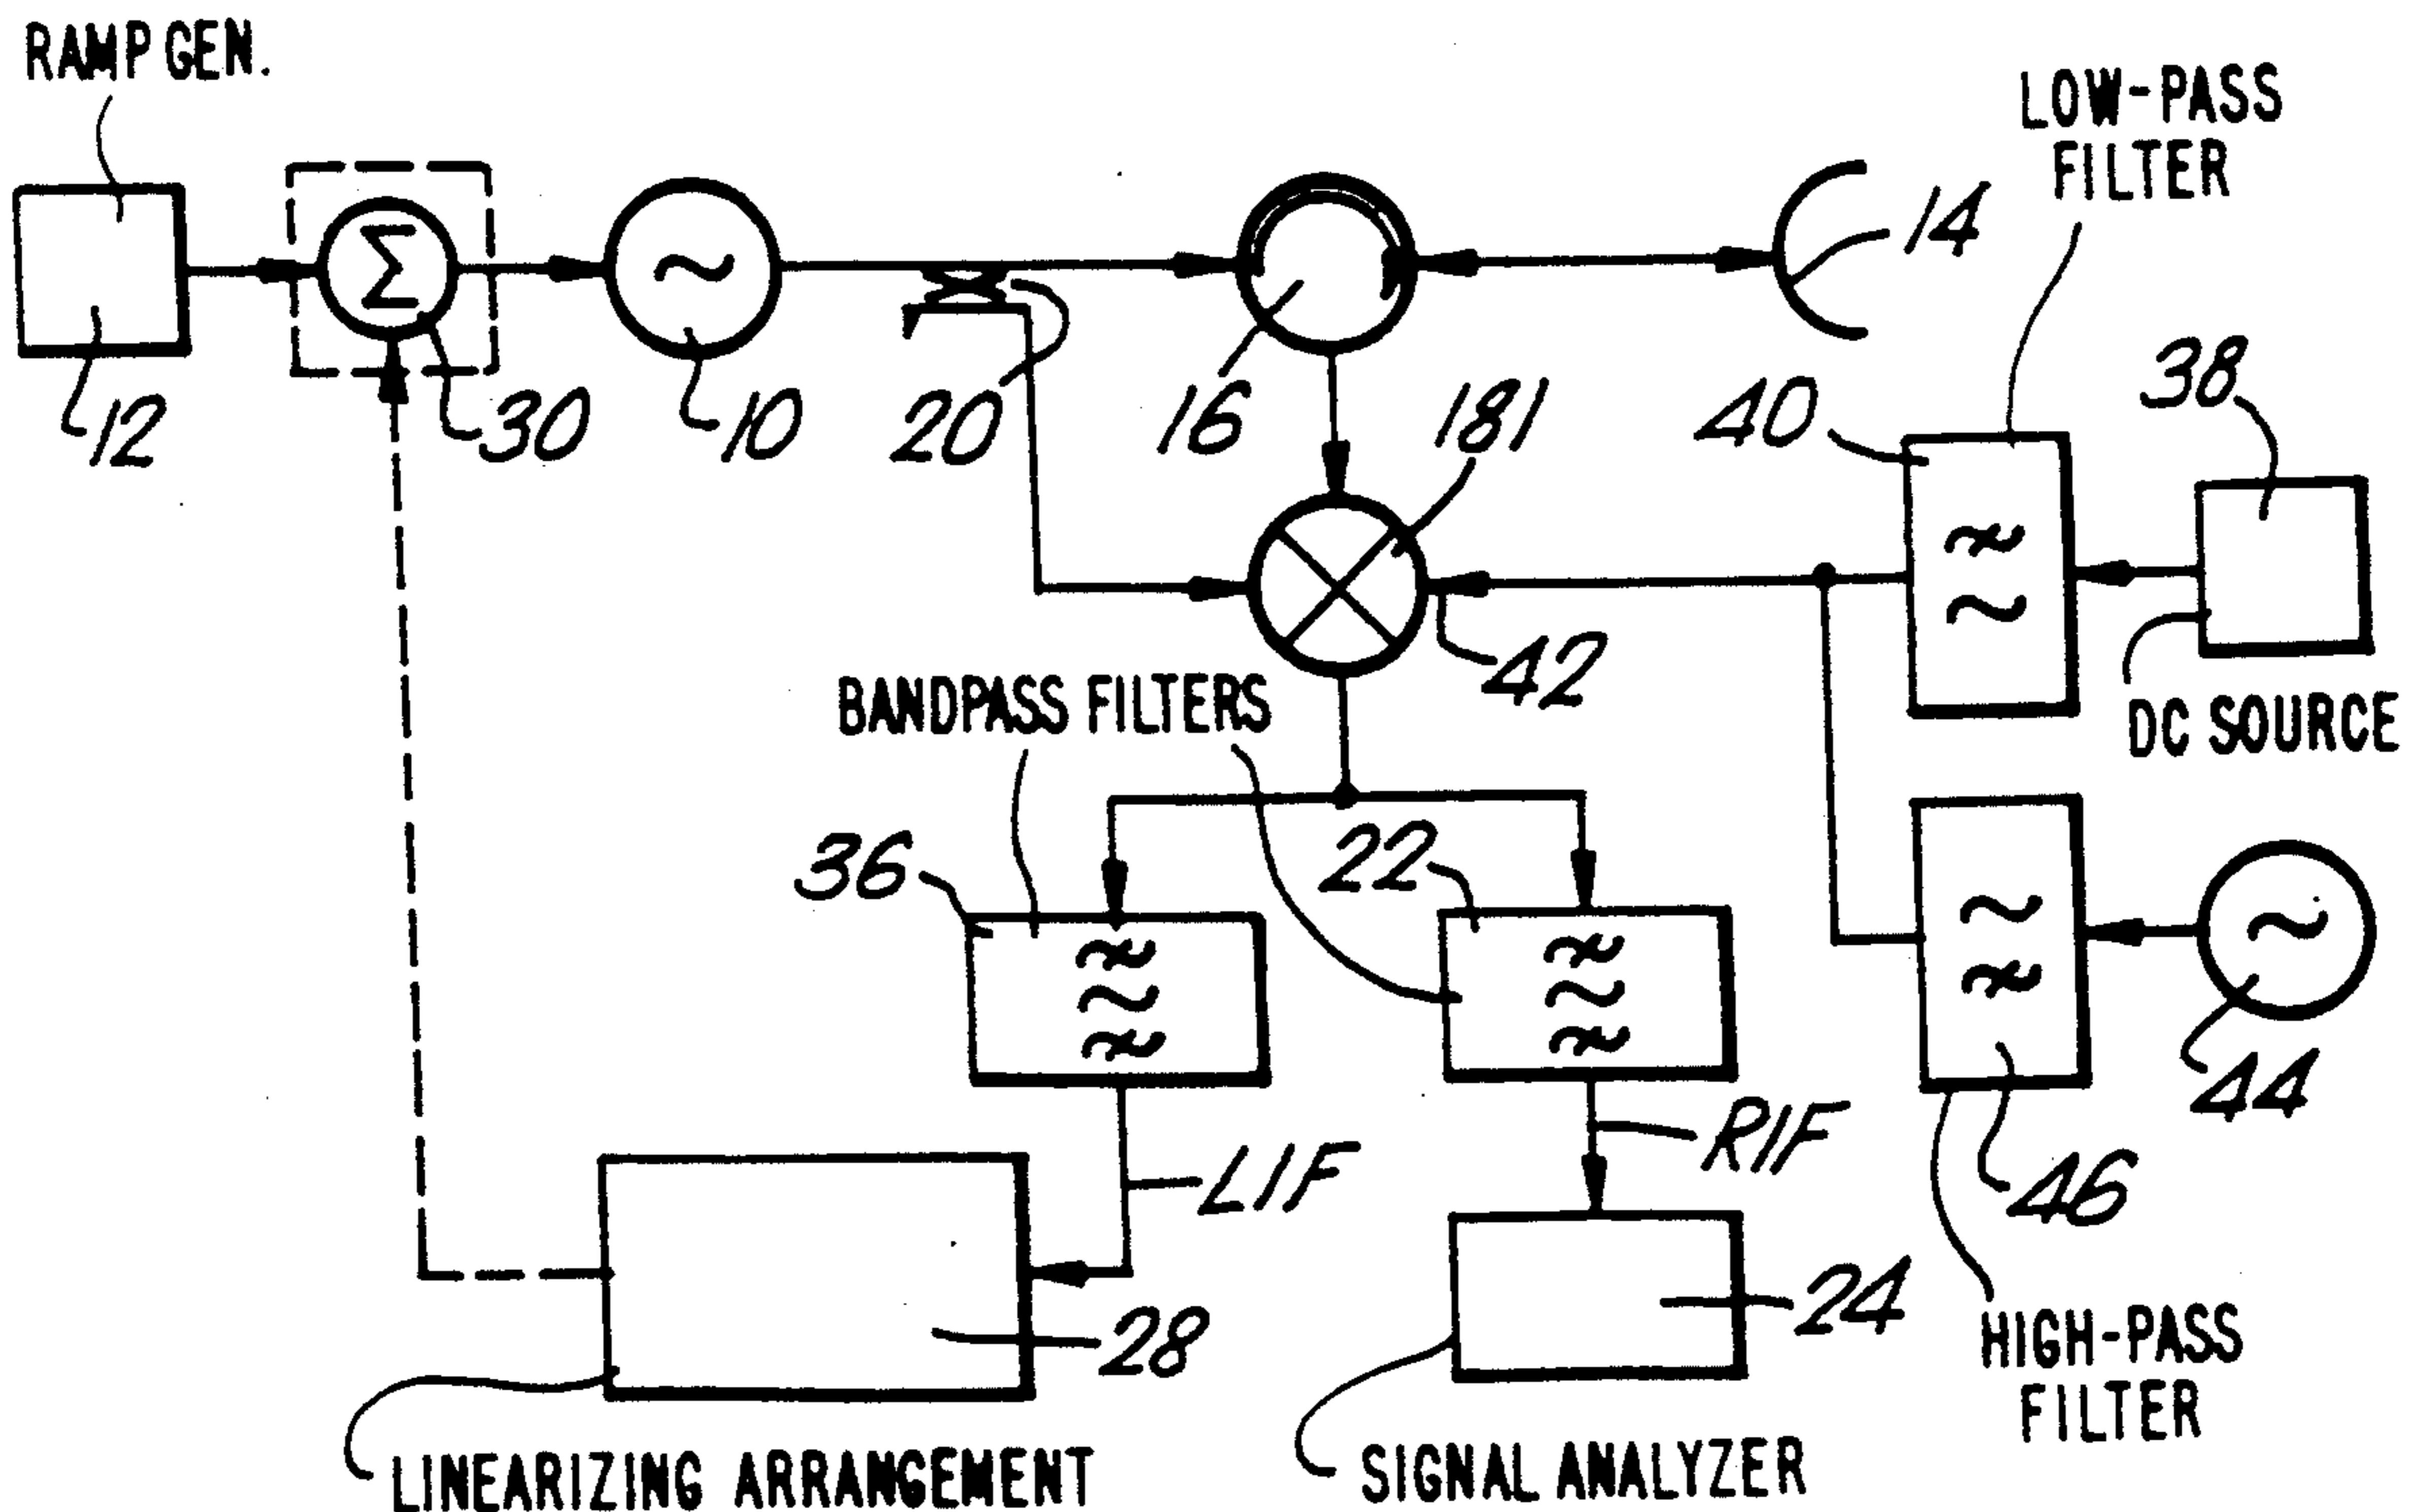 RAMP GEN.
LOW-PASS
FILTER
14
Σ
12
30
10
20
16
181
40
38
42
BANDPASS FILTERS
DC SOURCE
36
22
44
LIF
RIF
46
28
24
HIGH-PASS
FILTER
LINEARIZING ARRANGEMENT
SIGNAL ANALYZER